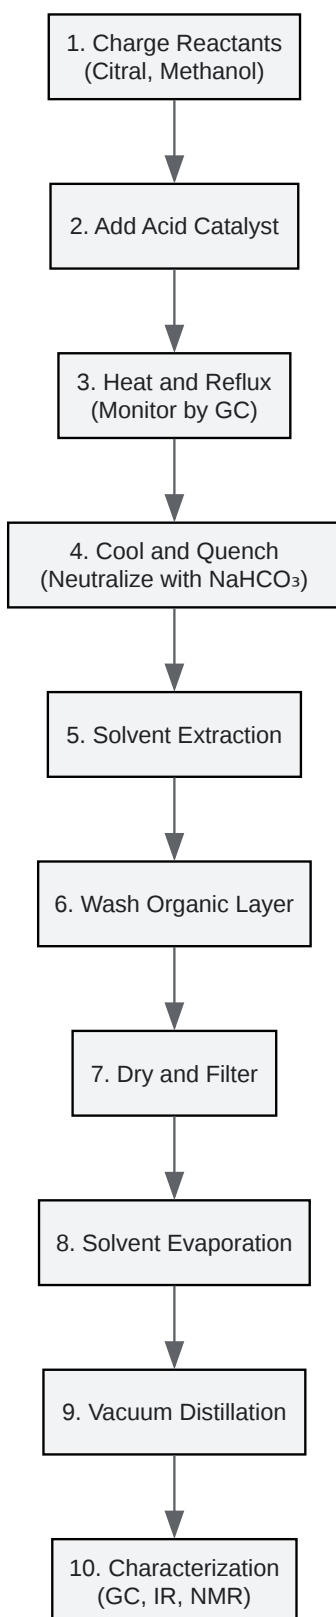 1. Charge Reactants
(Citral, Methanol)
2. Add Acid Catalyst
3. Heat and Reflux
(Monitor by GC)
4. Cool and Quench
(Neutralize with NaHCO₃)
5. Solvent Extraction
6. Wash Organic Layer
7. Dry and Filter
8. Solvent Evaporation
9. Vacuum Distillation
10. Characterization
(GC, IR, NMR)